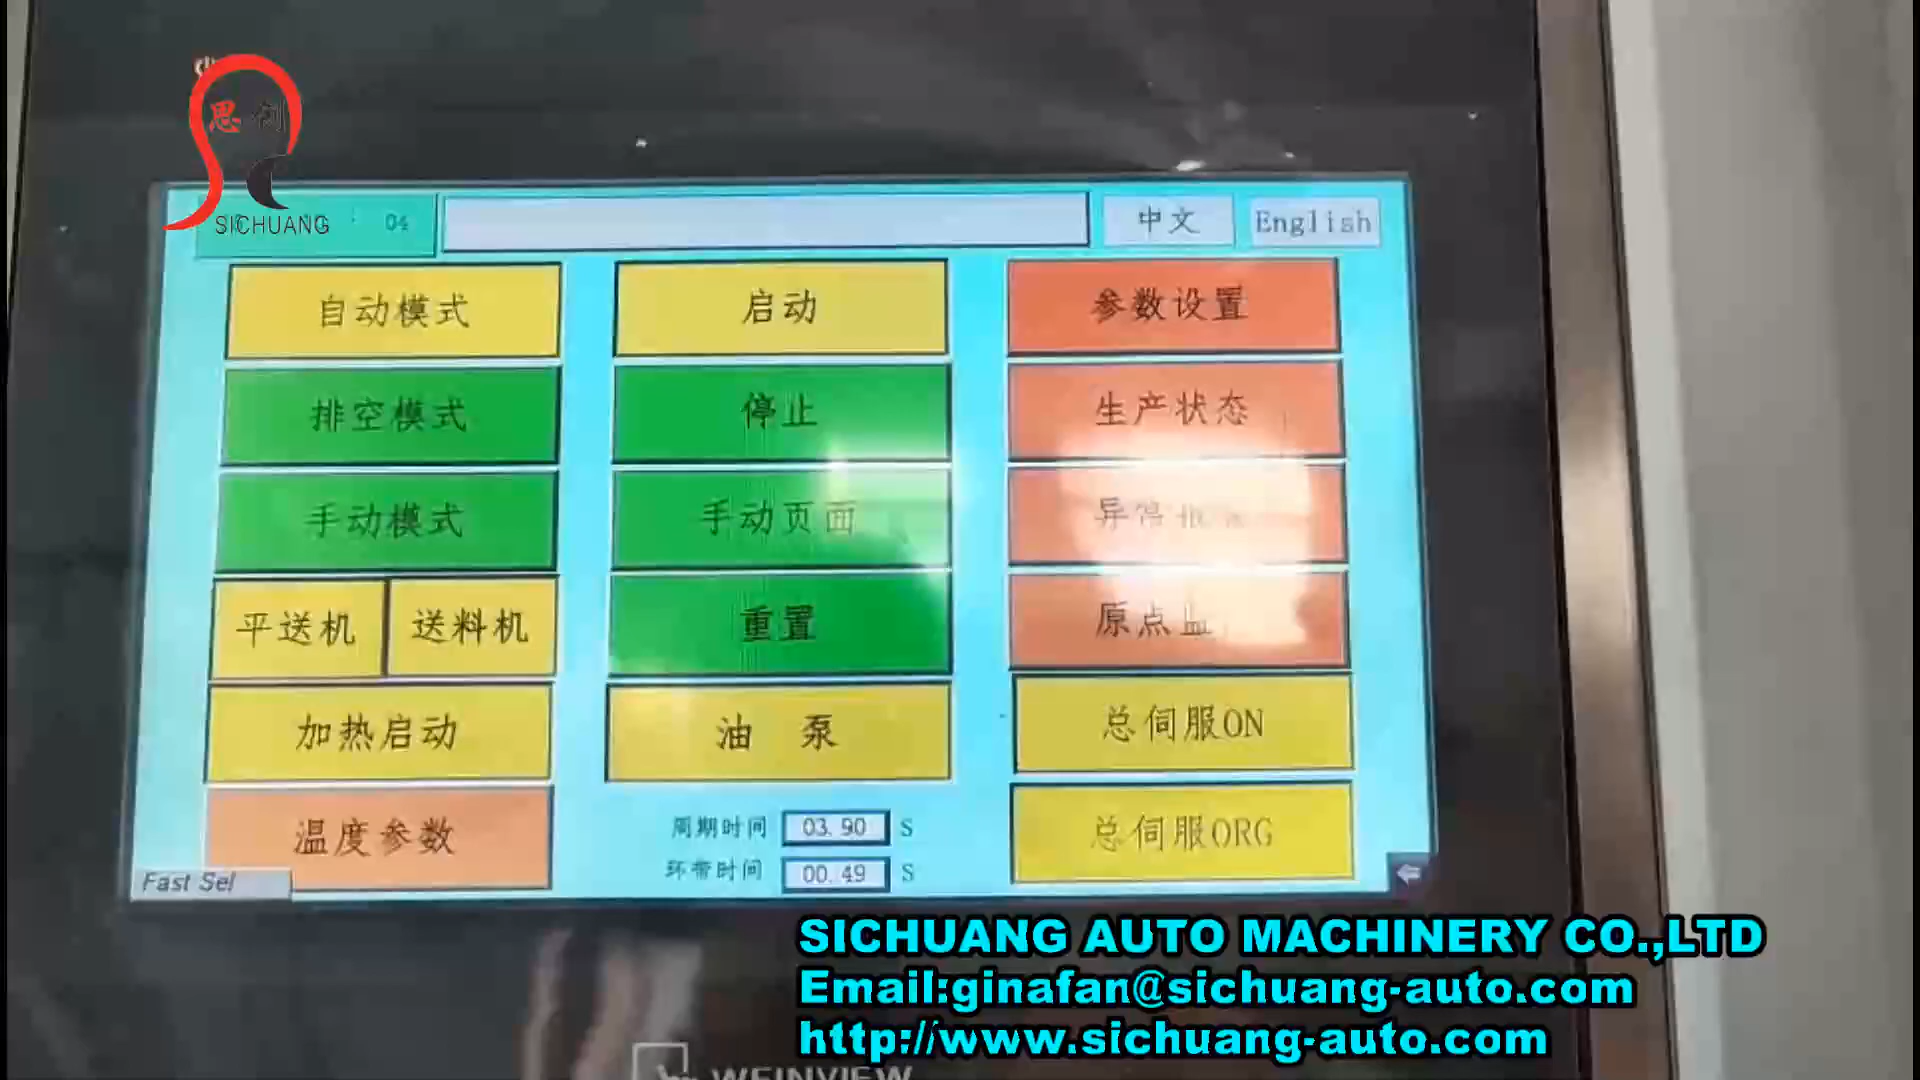 思创
SICHUANG
04
中文
English
自动模式
启动
参数设置
排空模式
停止
生产状态
手动模式
手动页面
异常
平送机
送料机
重置
原点监
加热启动
油 泵
总伺服ON
温度参数
周期时间 03.90 S
总伺服ORG
环带时间 00.49 S
Fast Sel
SICHUANG AUTO MACHINERY CO.,LTD
Email:ginafan@sichuang-auto.com
http://www.sichuang-auto.com
WEINVIEW